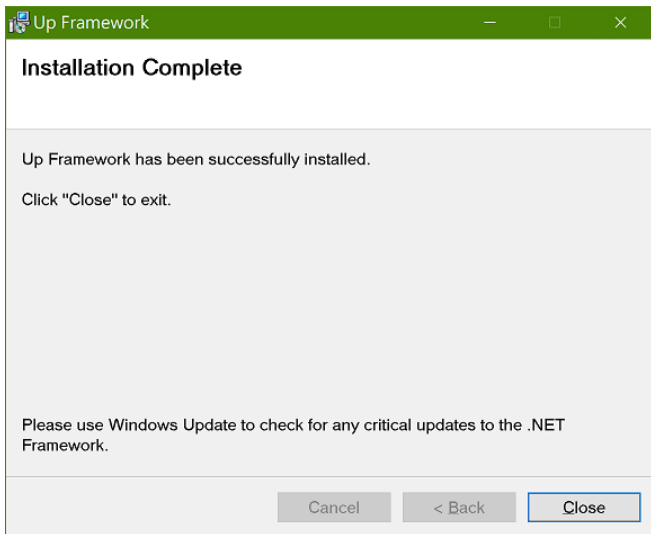 Up Framework
Installation Complete
Up Framework has been successfully installed.
Click "Close" to exit.
Please use Windows Update to check for any critical updates to the .NET
Framework.
Cancel
< Back
Close